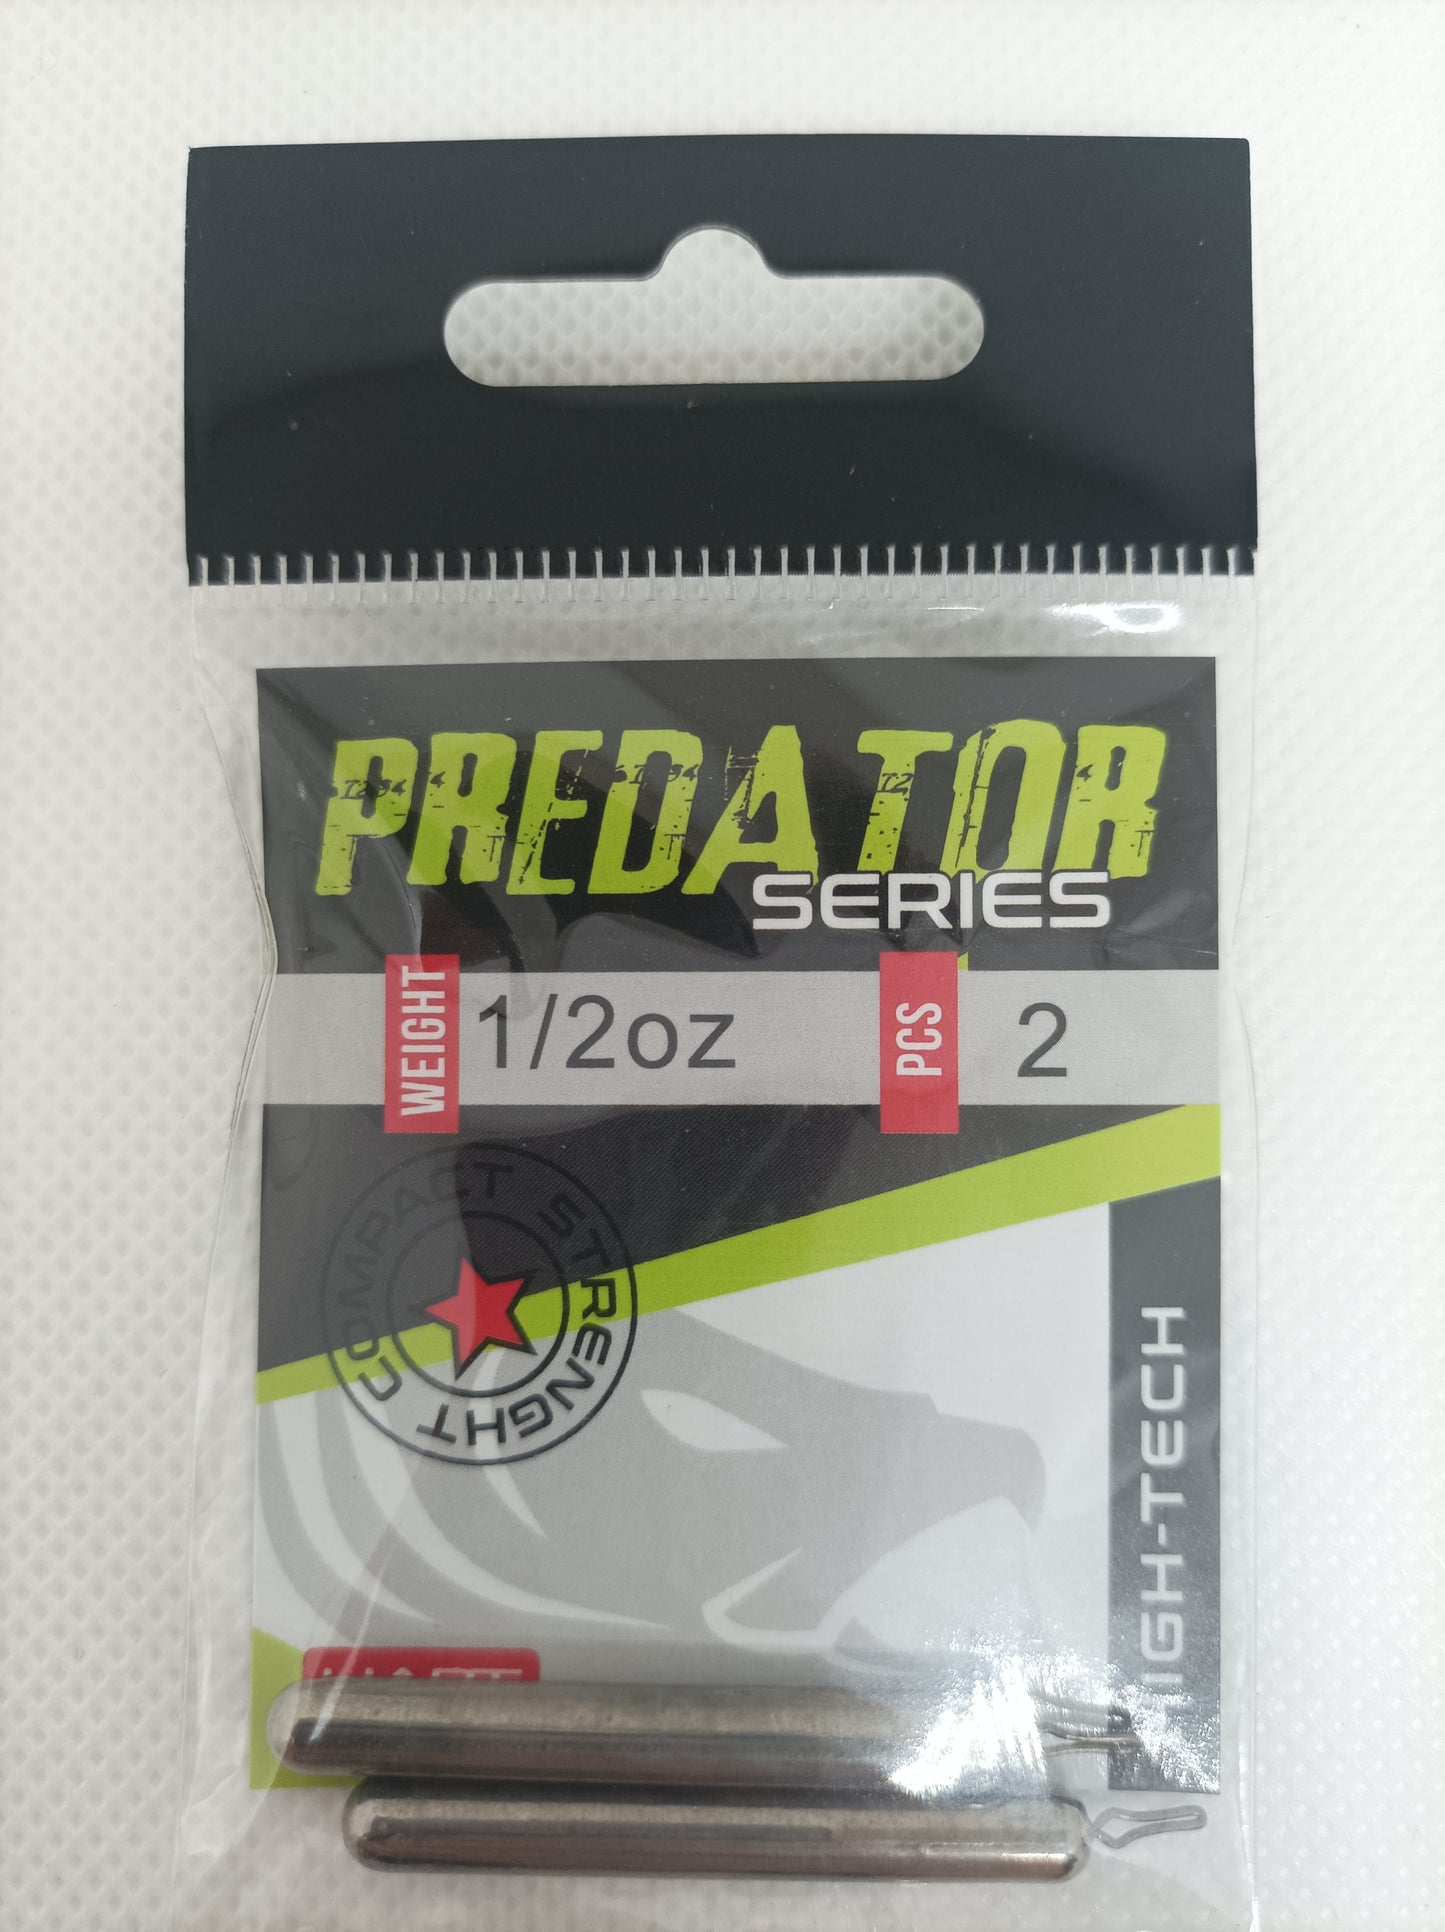 PREDATOR
SERIES
WEIGHT 1/2oz PCS 2
COMPACT STRENGHT
HIGH-TECH